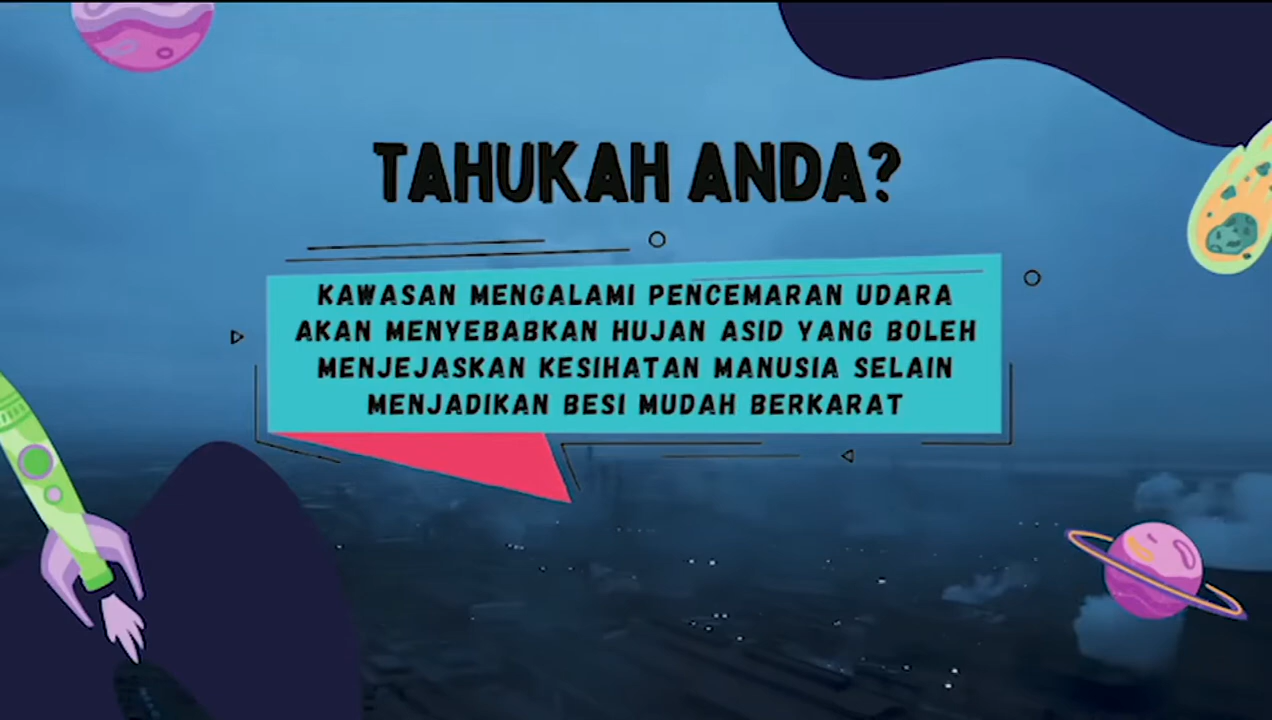 TAHUKAH ANDA?
KAWASAN MENGALAMI PENCEMARAN UDARA
AKAN MENYEBABKAN HUJAN ASID YANG BOLEH
MENJEJASKAN KESIHATAN MANUSIA SELAIN
MENJADIKAN BESI MUDAH BERKARAT